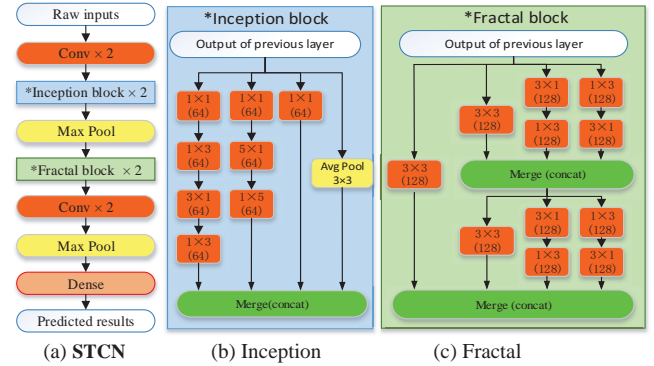 Raw inputs
Conv × 2
*Inception block × 2
Max Pool
*Fractal block × 2
Conv × 2
Max Pool
Dense
Predicted results
(a) STCN
*Inception block
Output of previous layer
1×1
(64)
1×1
(64)
1×1
(64)
1×3
(64)
5×1
(64)
3×1
(64)
1×5
(64)
1×3
(64)
Avg Pool
3×3
Merge(concat)
(b) Inception
*Fractal block
Output of previous layer
3×3
(128)
3×3
(128)
3×1
(128)
1×3
(128)
1×3
(128)
3×1
(128)
Merge (concat)
3×3
(128)
3×1
(128)
1×3
(128)
1×3
(128)
3×1
(128)
Merge (concat)
(c) Fractal